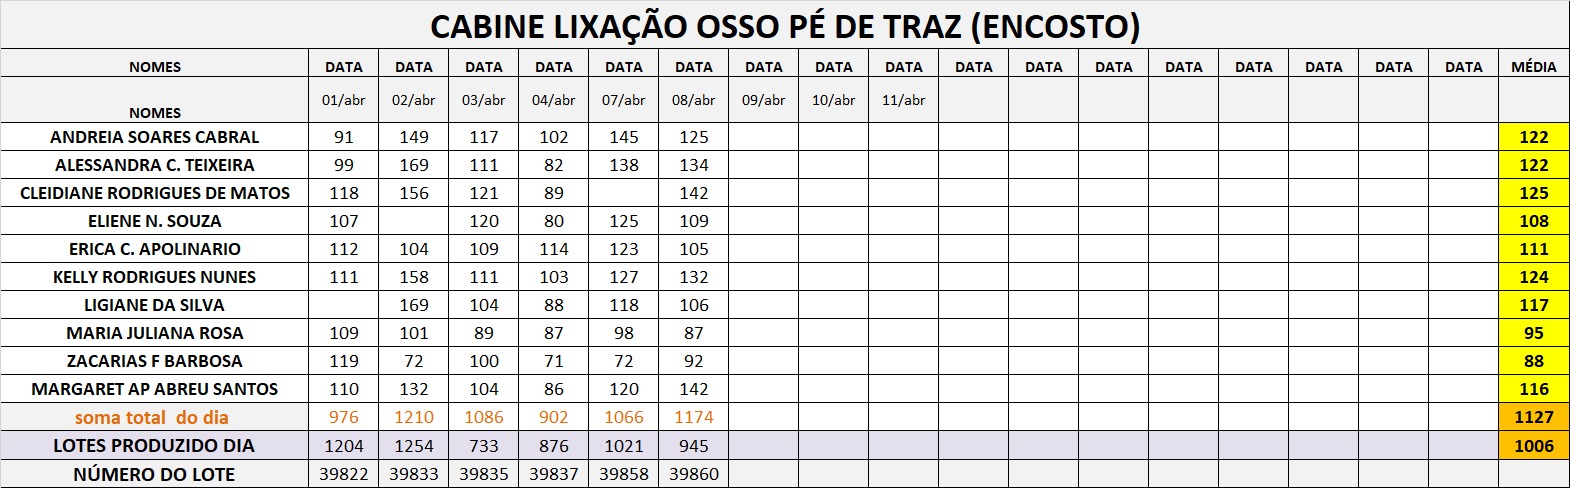 CABINE LIXAÇÃO OSSO PÉ DE TRAZ (ENCOSTO)
NOMES DATA DATA DATA DATA DATA DATA DATA DATA DATA DATA DATA DATA DATA DATA DATA DATA DATA MÉDIA
NOMES 01/abr 02/abr 03/abr 04/abr 07/abr 08/abr 09/abr 10/abr 11/abr
ANDREIA SOARES CABRAL 91 149 117 102 145 125 122
ALESSANDRA C. TEIXEIRA 99 169 111 82 138 134 122
CLEIDIANE RODRIGUES DE MATOS 118 156 121 89 142 125
ELIENE N. SOUZA 107 120 80 125 109 108
ERICA C. APOLINARIO 112 104 109 114 123 105 111
KELLY RODRIGUES NUNES 111 158 111 103 127 132 124
LIGIANE DA SILVA 169 104 88 118 106 117
MARIA JULIANA ROSA 109 101 89 87 98 87 95
ZACARIAS F BARBOSA 119 72 100 71 72 92 88
MARGARET AP ABREU SANTOS 110 132 104 86 120 142 116
soma total do dia 976 1210 1086 902 1066 1174 1127
LOTES PRODUZIDO DIA 1204 1254 733 876 1021 945 1006
NÚMERO DO LOTE 39822 39833 39835 39837 39858 39860